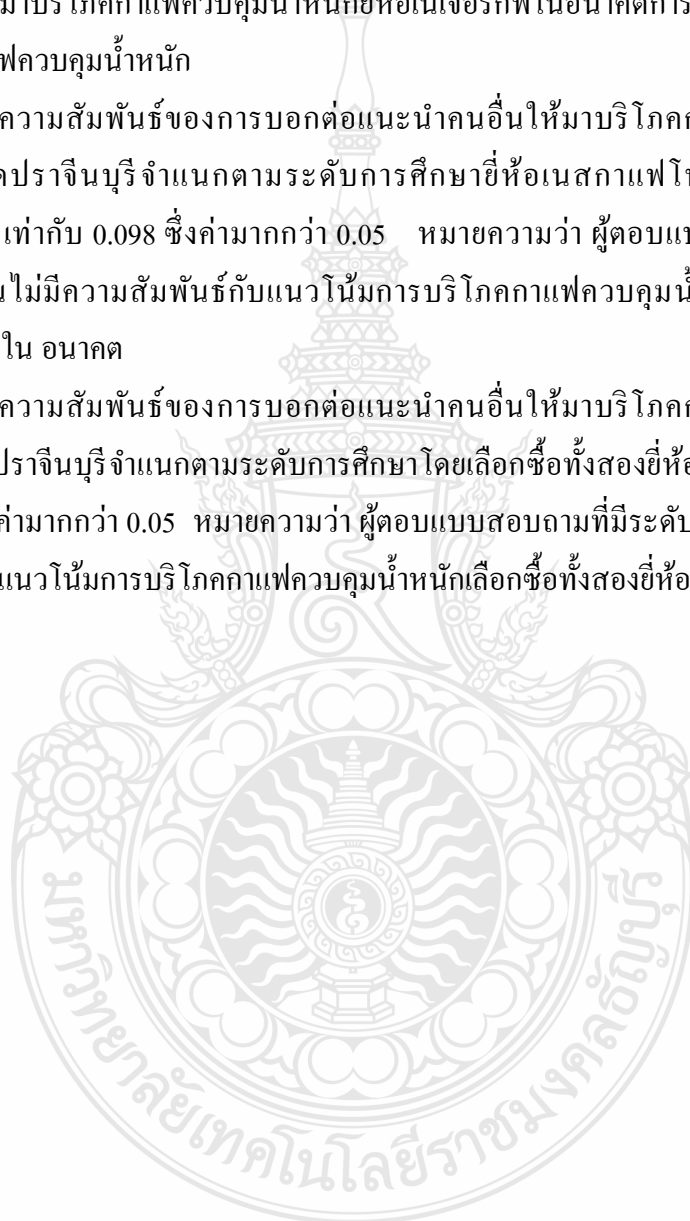 มาบริโภคกาแฟควบคุมน้ำหนักยี่ห้อเนเจอร์กิฟในอนาคตการ
ฟควบคุมน้ำหนัก
ความสัมพันธ์ของการบอกต่อแนะนำคนอื่นให้มาบริโภคก
ดปราจีนบุรีจำแนกตามระดับการศึกษายี่ห้อเนสกาแฟโป
เท่ากับ 0.098 ซึ่งค่ามากกว่า 0.05 หมายความว่า ผู้ตอบแบ
นไม่มีความสัมพันธ์กับแนวโน้มการบริโภคกาแฟควบคุมน้
ใน อนาคต
ความสัมพันธ์ของการบอกต่อแนะนำคนอื่นให้มาบริโภคก
ปราจีนบุรีจำแนกตามระดับการศึกษาโดยเลือกซื้อทั้งสองยี่ห้อ
ค่ามากกว่า 0.05 หมายความว่า ผู้ตอบแบบสอบถามที่มีระดับ
แนวโน้มการบริโภคกาแฟควบคุมน้ำหนักเลือกซื้อทั้งสองยี่ห้อ
มหาวิทยาลัยเทคโนโลยีราชมงคลธัญบุรี